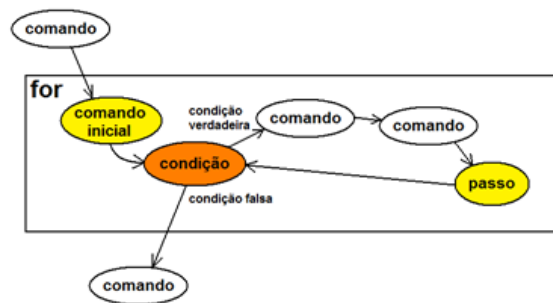 comando
for
comando
inicial
condição
verdadeira
comando
comando
condição
passo
condição falsa
comando